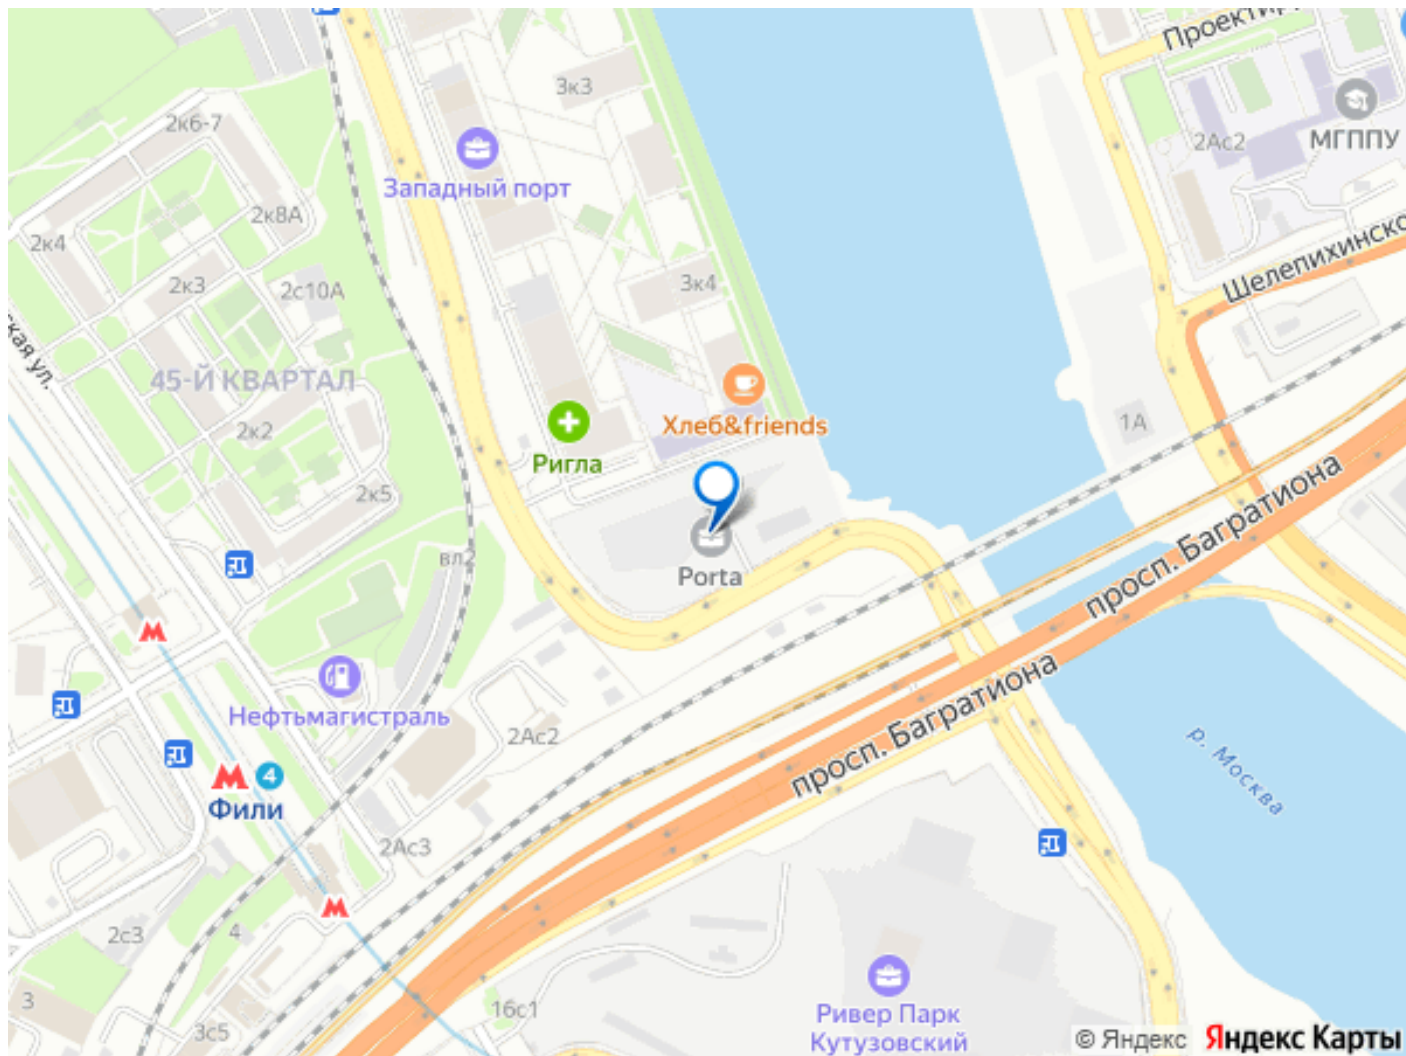 Проекти
3к3
2к6-7
МГППУ
2Ас2
Западный порт
2к8А
2к4
Шелепихинско
3к4
2к3
2с10А
кая ул.
45-Й КВАРТАЛ
Хлеб&friends
1А
2к2
Ригла
2к5
просп. Багратиона
вл2
Porta
М
просп. Багратиона
Нефтьмагистраль
2Ас2
р. Москва
М 4
Фили
2Ас3
М
4
2с3
3
16с1
3с5
Ривер Парк
Кутузовский
© Яндекс Яндекс Карты